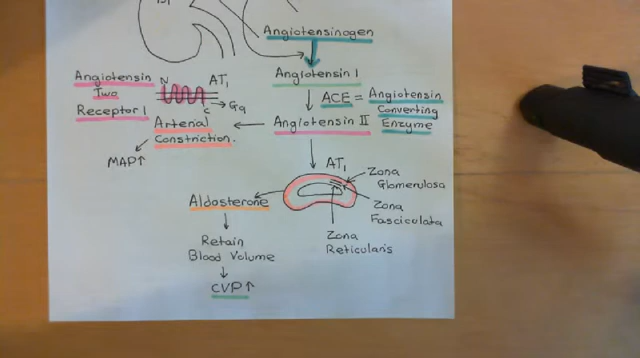 Angiotensinogen
Angiotensin I
ACE = Angiotensin
Converting
Enzyme
Angiotensin II
Angiotensin
Two
Receptor 1
N
AT1
C
Gq
Arterial
Constriction.
MAP↑
AT1
Zona
Glomerulosa
Zona
Fasciculata
Zona
Reticularis
Aldosterone
Retain
Blood Volume
CVP↑